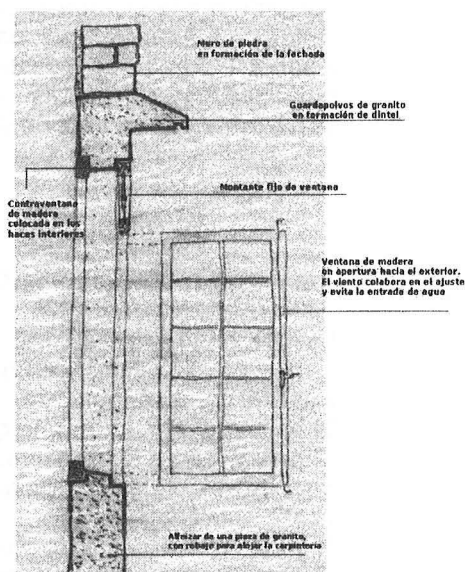 Muro de piedra
en formación de la fachada
Guardapolvos de granito
en formación de dintel
Contraventana
de madera
colocada en los
haces interiores
Montante fijo de ventana
Ventana de madera
en apertura hacia el exterior.
El viento colabora en el ajuste
y evita la entrada de agua
Alfeizar de una pieza de granito,
con rebaje para alojar la carpintería